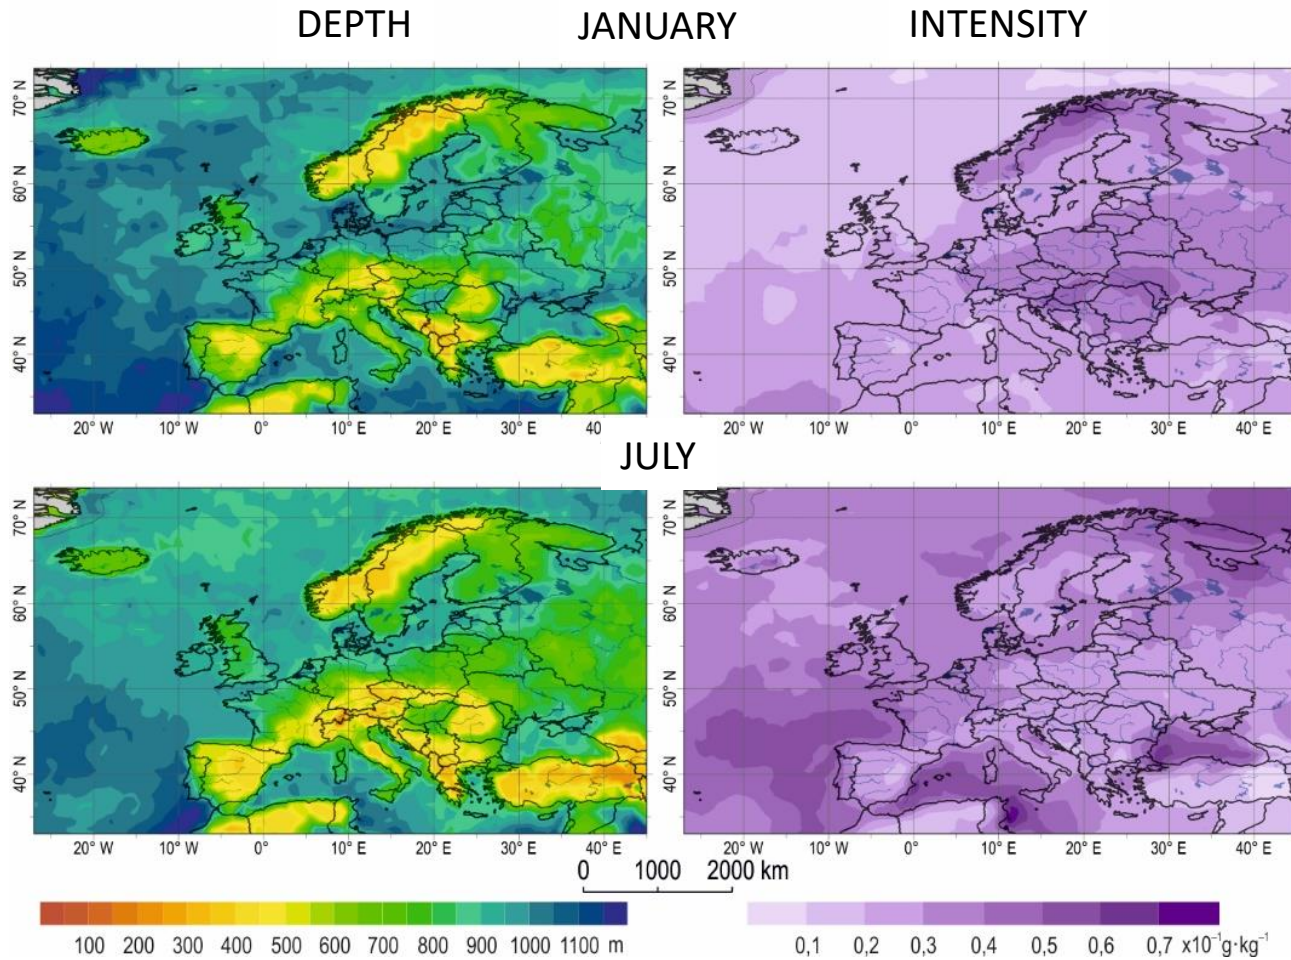 DEPTH JANUARY INTENSITY
70° N 60° N 50° N 40° N
20° W 10° W 0° 10° E 20° E 30° E 40
70° N 60° N 50° N 40° N
20° W 10° W 0° 10° E 20° E 30° E 40° E
JULY
70° N 60° N 50° N 40° N
20° W 10° W 0° 10° E 20° E 30° E 40 E
70° N 60° N 50° N 40° N
20° W 10° W 0° 10° E 20° E 30° E 40° E
0 1000 2000 km
100 200 300 400 500 600 700 800 900 1000 1100 m
0,1 0,2 0,3 0,4 0,5 0,6 0,7 x10⁻¹g·kg⁻¹